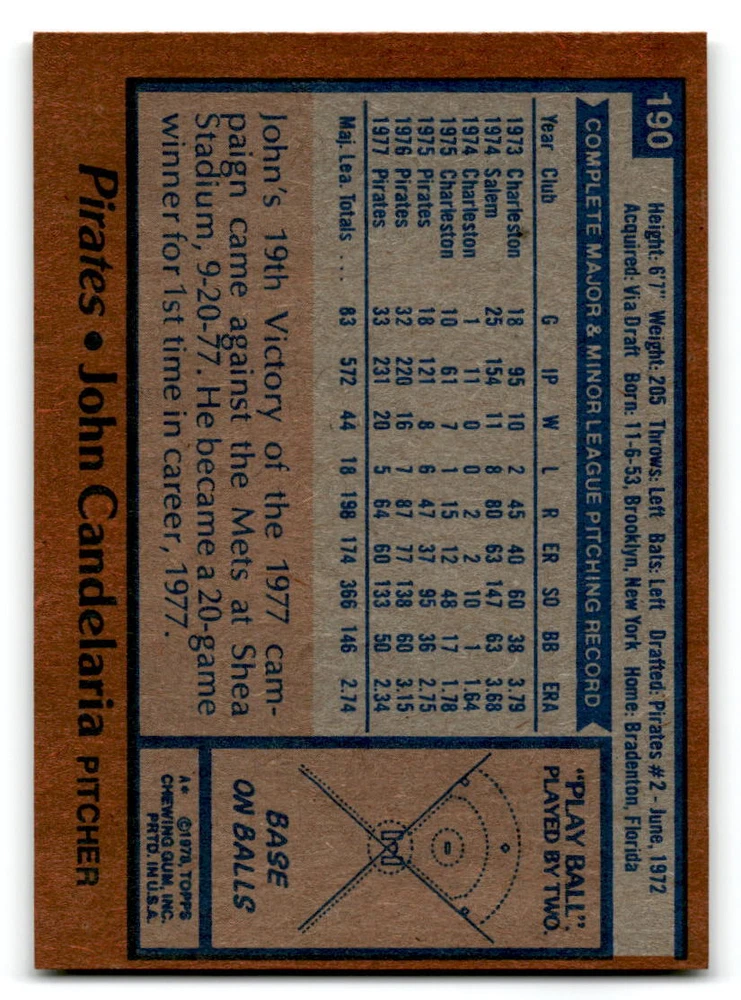 190
Height: 6'7" Weight: 205 Throws: Left Bats: Left Drafted: Pirates #2 - June, 1972
Acquired: Via Draft Born: 11-6-53, Brooklyn, New York Home: Bradenton, Florida
COMPLETE MAJOR & MINOR LEAGUE PITCHING RECORD
Year Club G IP W L R ER SO BB ERA
1973 Charleston 18 95 10 2 45 40 60 38 3.79
1974 Salem 25 154 11 8 80 63 147 63 3.68
1974 Charleston 1 11 0 0 2 2 10 1 1.64
1975 Charleston 10 61 7 1 15 12 48 17 1.78
1975 Pirates 18 121 8 6 47 37 95 36 2.75
1976 Pirates 32 220 16 7 87 77 138 60 3.15
1977 Pirates 33 231 20 5 64 60 133 50 2.34
Maj. Lea. Totals ... 83 572 44 18 198 174 366 146 2.74
John's 19th Victory of the 1977 cam-
paign came against the Mets at Shea
Stadium, 9-20-77. He became a 20-game
winner for 1st time in career, 1977.
"PLAY BALL",
PLAYED BY TWO.
BASE
ON BALLS
A* ©1978, TOPPS
CHEWING GUM, INC.
PRTD. IN U.S.A.
Pirates • John Candelaria PITCHER